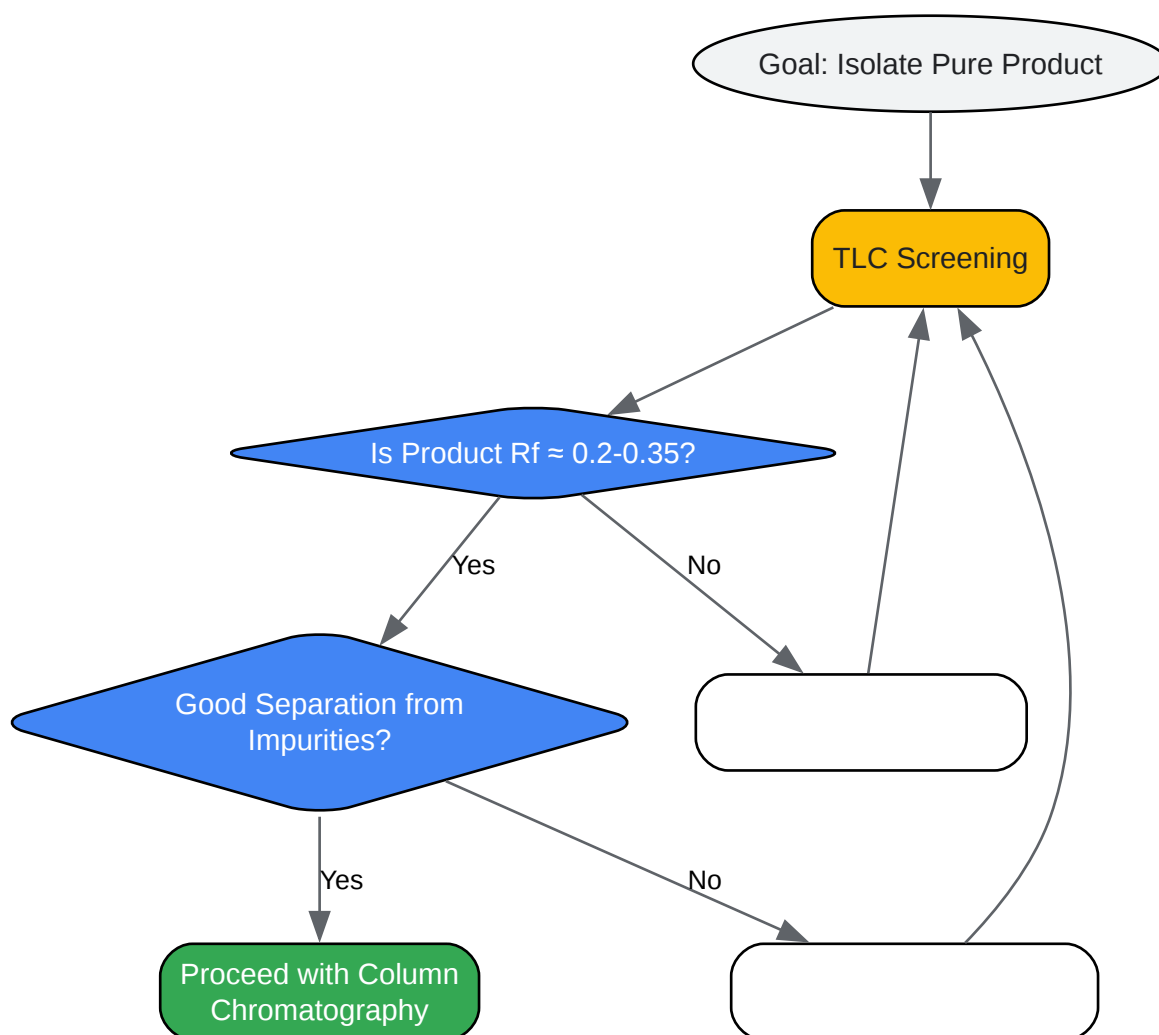 Goal: Isolate Pure Product
TLC Screening
Is Product Rf ≈ 0.2-0.35?
Yes
No
Good Separation from
Impurities?
Yes
No
Proceed with Column
Chromatography